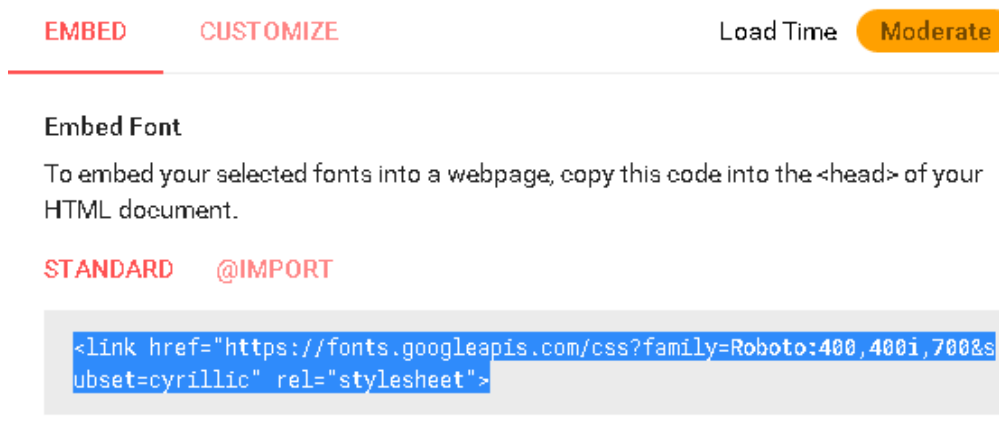 EMBED CUSTOMIZE Load Time Moderate
Embed Font
To embed your selected fonts into a webpage, copy this code into the <head> of your
HTML document.
STANDARD @IMPORT
<link href="https://fonts.googleapis.com/css?family=Roboto:400,400i,700&s
ubset=cyrillic" rel="stylesheet">